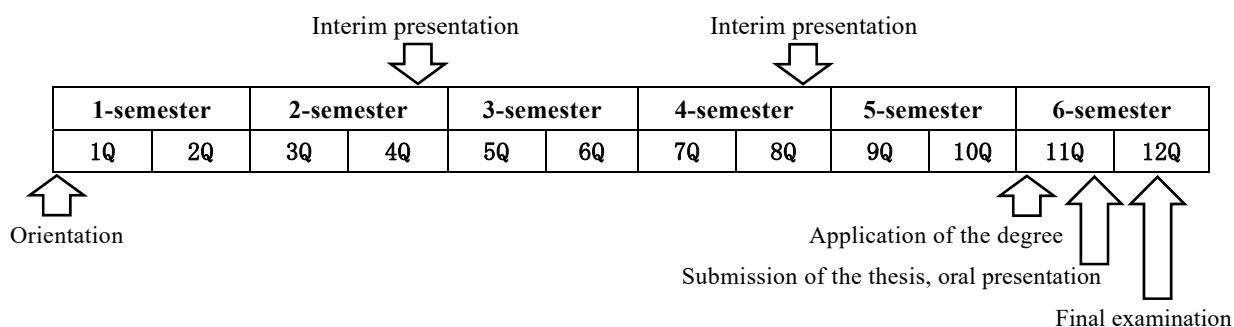 Interim presentation Interim presentation
1-semester 2-semester 3-semester 4-semester 5-semester 6-semester
1Q 2Q 3Q 4Q 5Q 6Q 7Q 8Q 9Q 10Q 11Q 12Q
Orientation Application of the degree
Submission of the thesis, oral presentation
Final examination